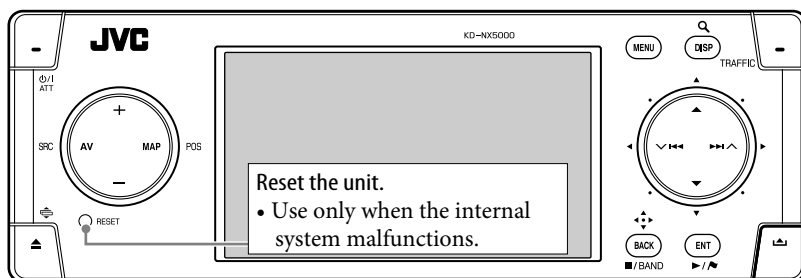 JVC
KD-NX5000
MENU
DISP
TRAFFIC
/I
ATT
SRC
AV
MAP
POS
RESET
Reset the unit.
• Use only when the internal
system malfunctions.
BACK
ENT
■/BAND
►/